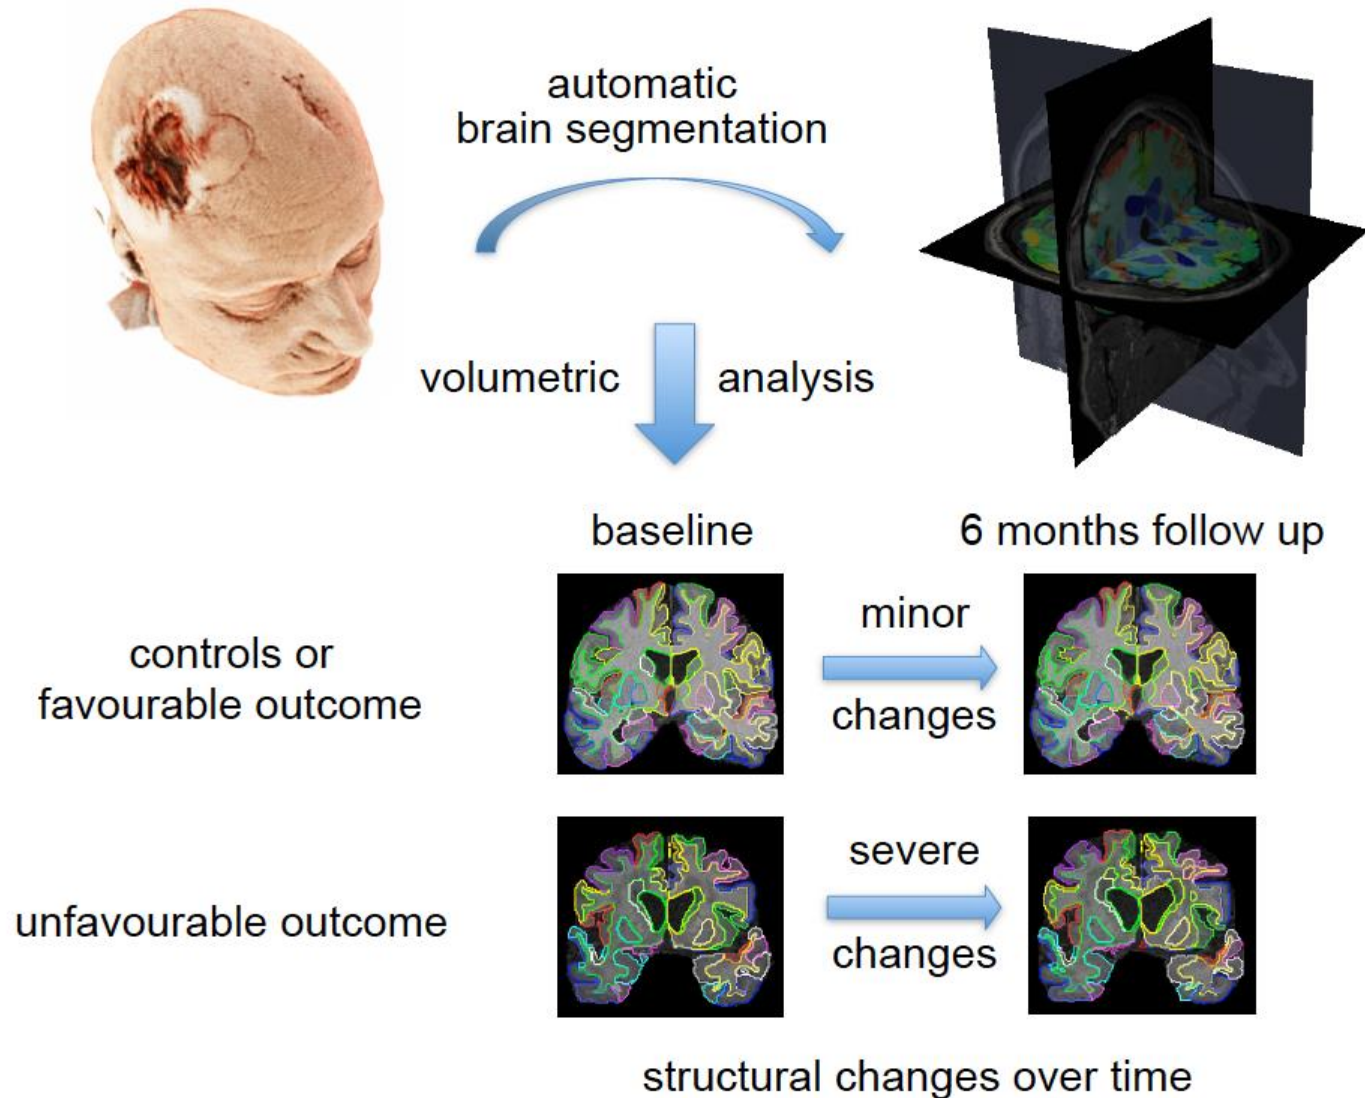 automatic
brain segmentation
volumetric analysis
baseline 6 months follow up
controls or
favourable outcome
minor
changes
unfavourable outcome
severe
changes
structural changes over time